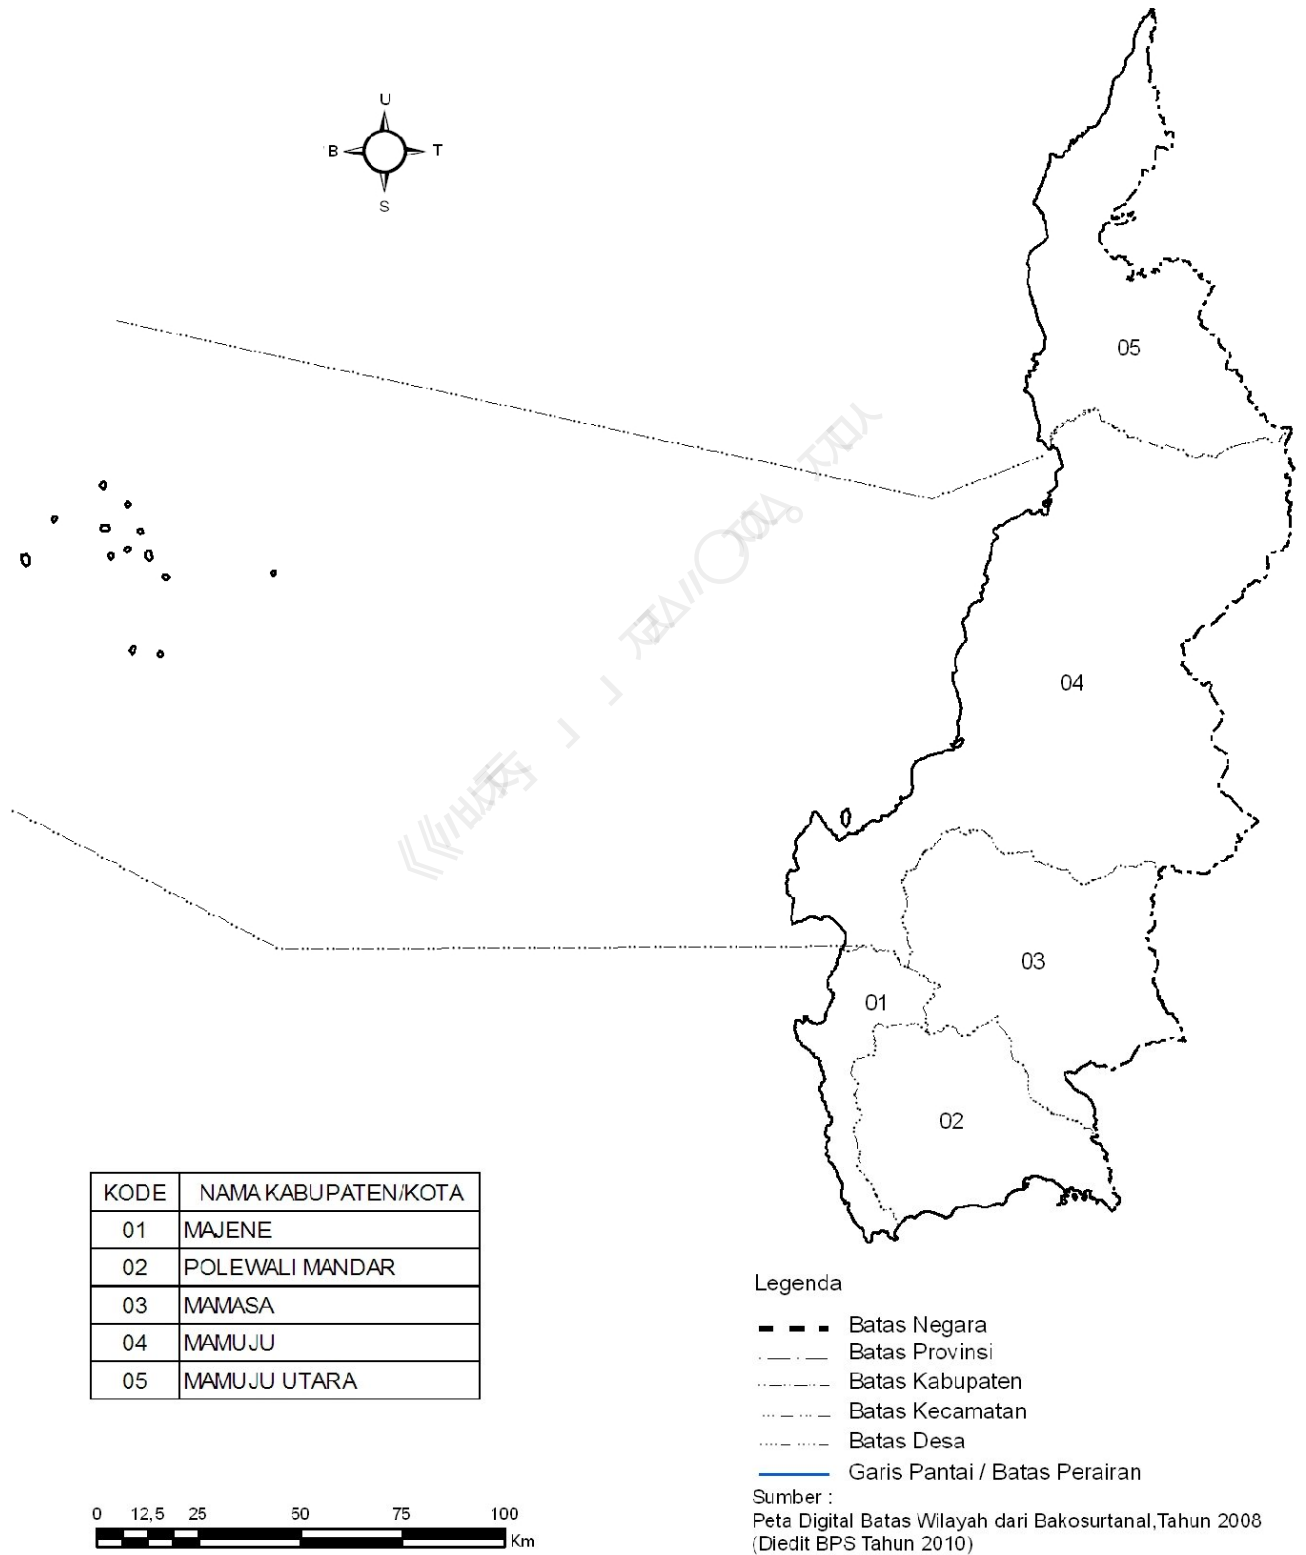 U
B T
S
05
04
03
01
02
KODE NAMA KABUPATEN/KOTA
01 MAJENE
02 POLEWALI MANDAR
03 MAMASA
04 MAMUJU
05 MAMUJU UTARA
Legenda
Batas Negara
Batas Provinsi
Batas Kabupaten
Batas Kecamatan
Batas Desa
Garis Pantai / Batas Perairan
Sumber :
Peta Digital Batas Wilayah dari Bakosurtanal,Tahun 2008
(Diedit BPS Tahun 2010)
0 12,5 25 50 75 100
Km